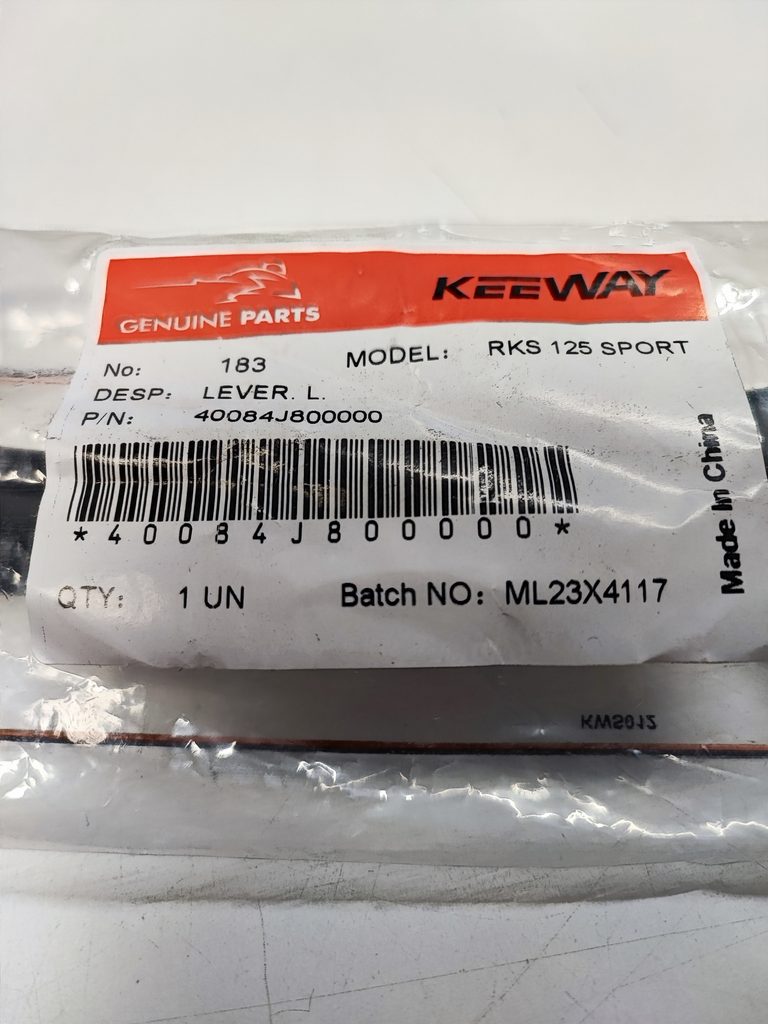 GENUINE PARTS
KEEWAY
No: 183 MODEL: RKS 125 SPORT
DESP: LEVER. L.
P/N: 40084J800000
*40084J800000*
QTY: 1 UN Batch NO: ML23X4117
Made In China
KWS012